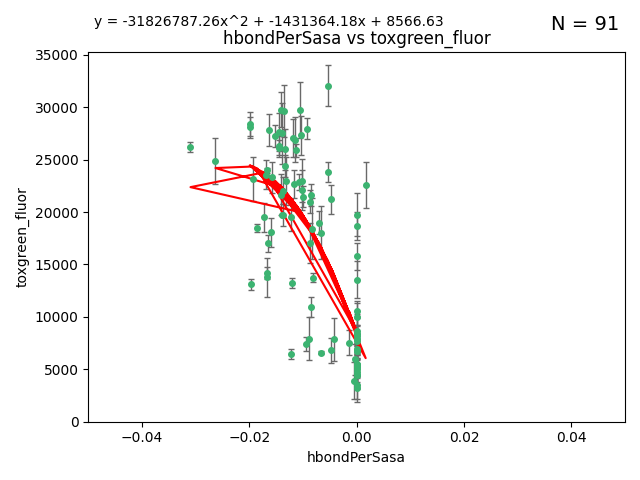 y = -31826787.26x^2 + -1431364.18x + 8566.63
N = 91
hbondPerSasa vs toxgreen_fluor
35000
30000
25000
20000
15000
10000
5000
0
toxgreen_fluor
−0.04
−0.02
0.00
0.02
0.04
hbondPerSasa